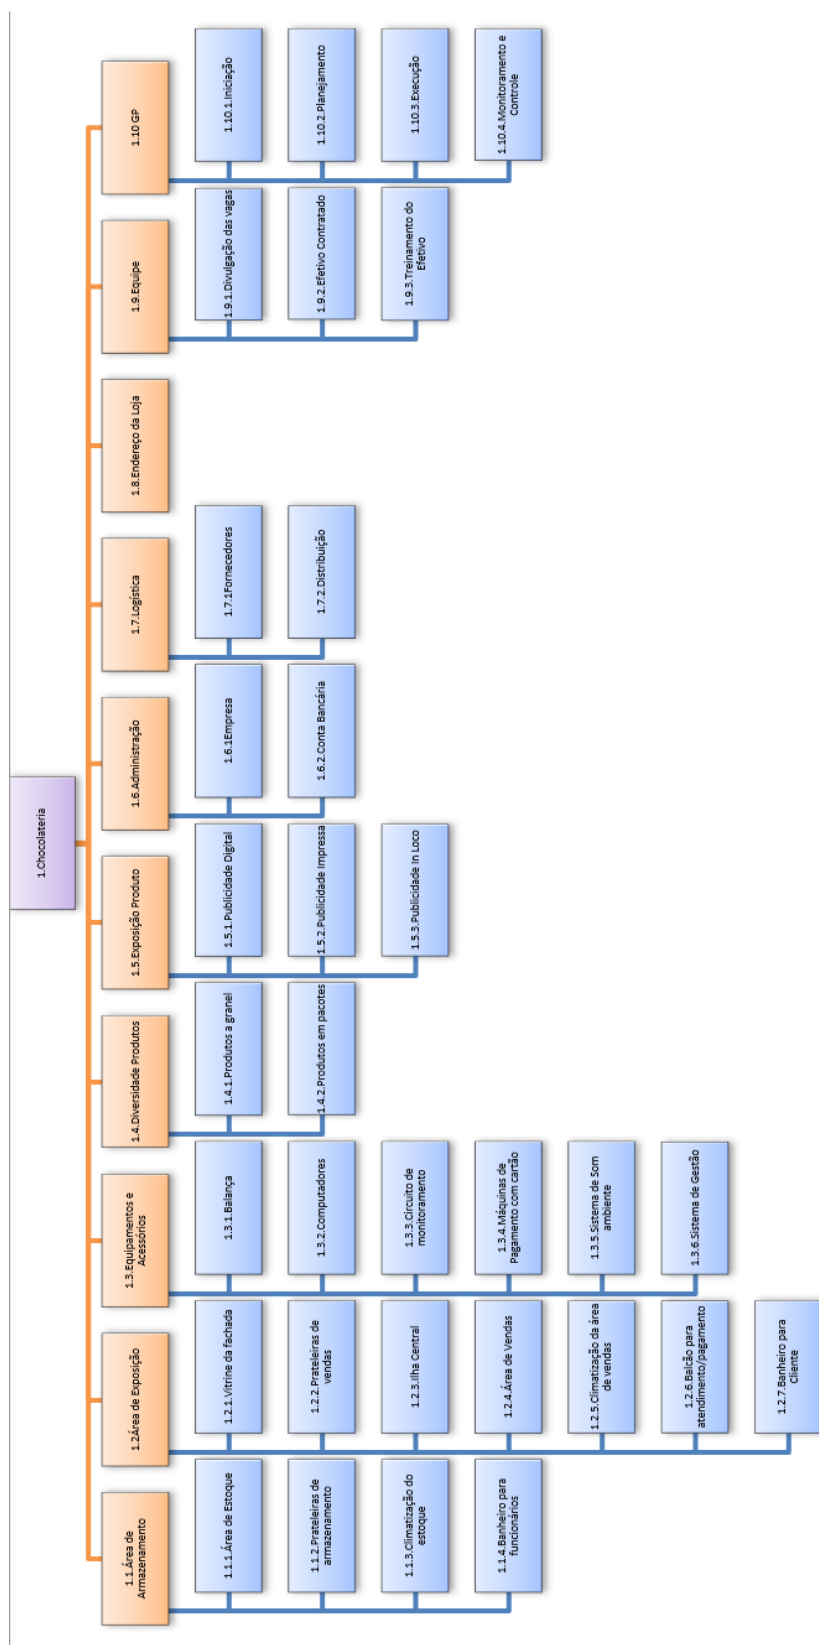 1.Chocolateria
1.1.Área de
Armazenamento
1.1.1.Área de Estoque
1.1.2.Prateleiras de
armazenamento
1.1.3.Climatização do
estoque
1.1.4.Banheiro para
funcionários
1.2Área de Exposição
1.2.1.Vitrine da fachada
1.2.2.Prateleiras de
vendas
1.2.3.Ilha Central
1.2.4.Área de Vendas
1.2.5.Climatização da área
de vendas
1.2.6.Balcão para
atendimento/pagamento
1.2.7.Banheiro para
Cliente
1.3.Equipamentos e
Acessórios
1.3.1.Balança
1.3.2.Computadores
1.3.3.Circuito de
monitoramento
1.3.4.Máquinas de
Pagamento com cartão
1.3.5.Sistema de Som
ambiente
1.3.6.Sistema de Gestão
1.4.Diversidade Produtos
1.4.1.Produtos a granel
1.4.2.Produtos em pacotes
1.5.Exposição Produto
1.5.1.Publicidade Digital
1.5.2.Publicidade Impressa
1.5.3.Publicidade In Loco
1.6.Administração
1.6.1Empresa
1.6.2.Conta Bancária
1.7.Logística
1.7.1Fornecedores
1.7.2.Distribuição
1.8.Endereço da Loja
1.9.Equipe
1.9.1.Divulgação das vagas
1.9.2.Efetivo Contratado
1.9.3.Treinamento do
Efetivo
1.10 GP
1.10.1.Iniciação
1.10.2.Planejamento
1.10.3.Execução
1.10.4.Monitoramento e
Controle